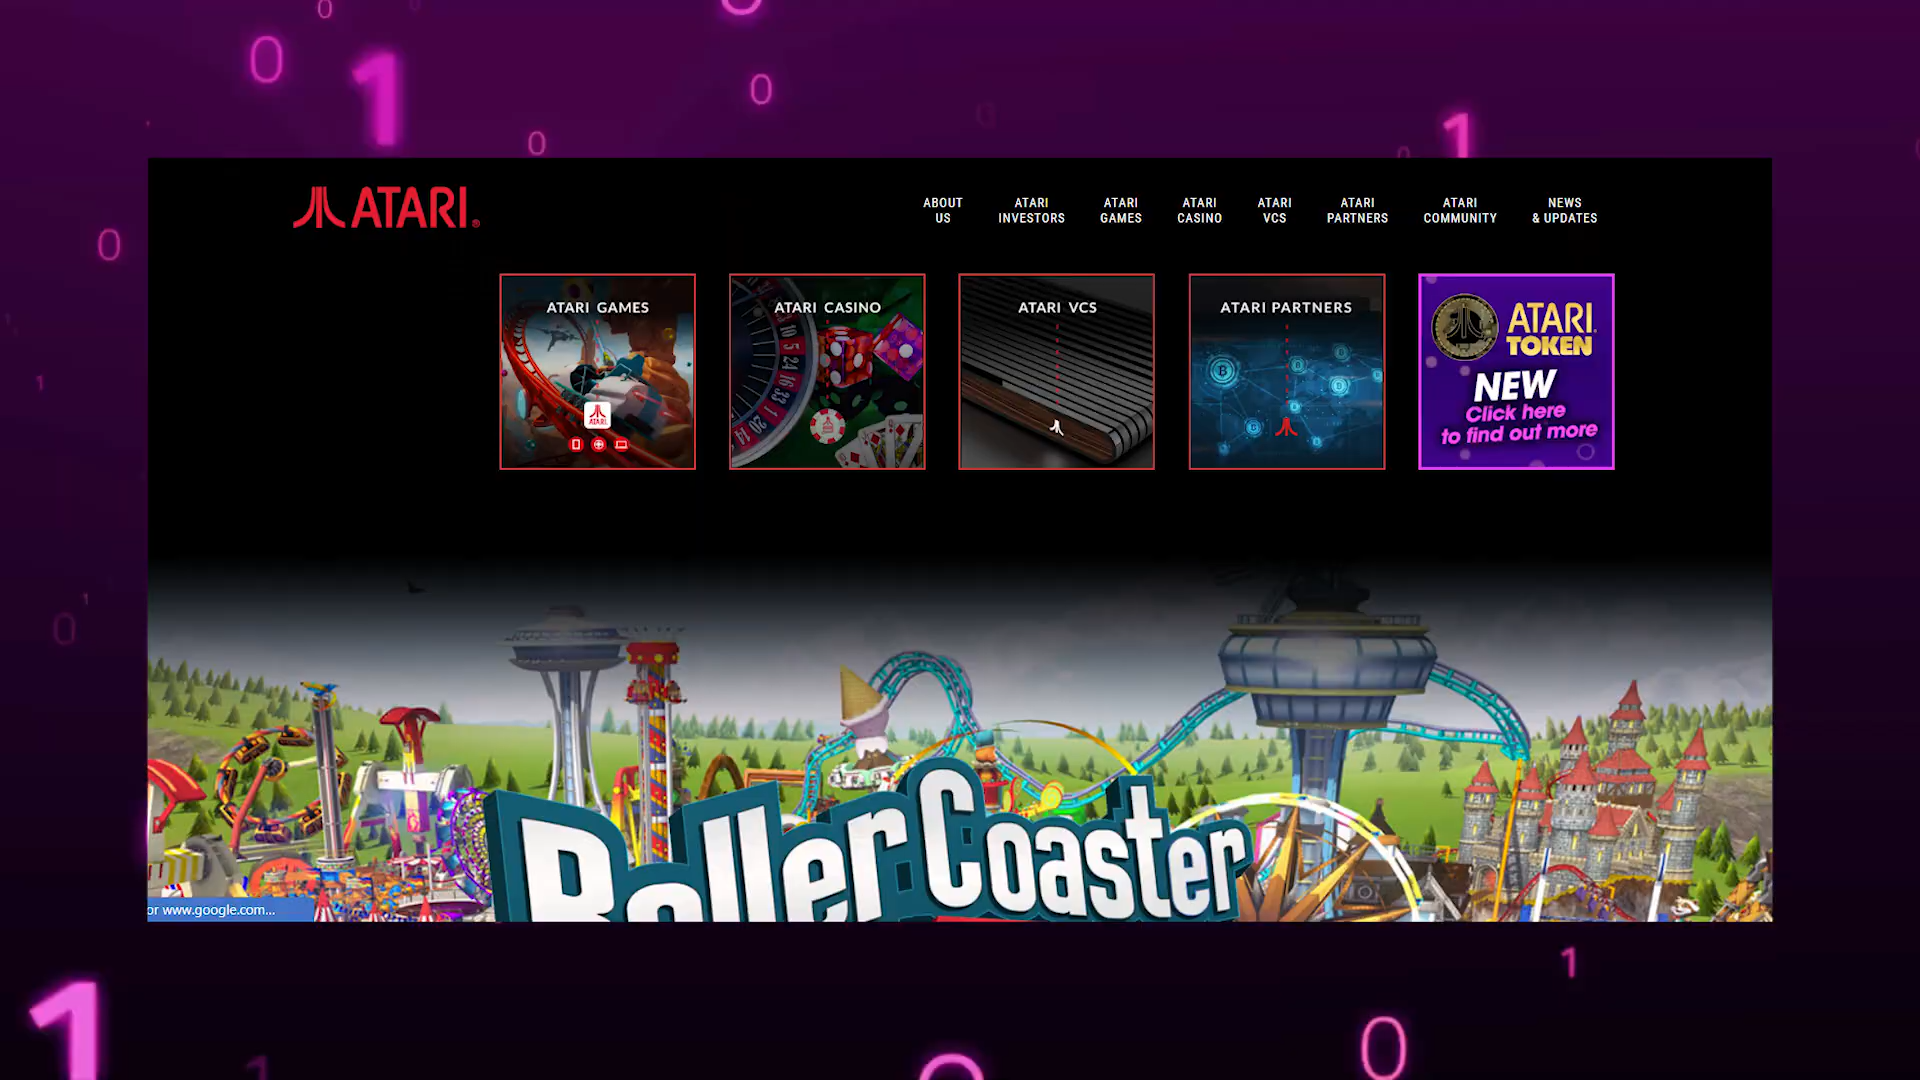 ATARI®
ABOUT US
ATARI INVESTORS
ATARI GAMES
ATARI CASINO
ATARI VCS
ATARI PARTNERS
ATARI COMMUNITY
NEWS & UPDATES
ATARI GAMES
ATARI
ATARI CASINO
ATARI VCS
ATARI PARTNERS
ATARI
TOKEN
NEW
Click here
to find out more
RollerCoaster
or www.google.com...